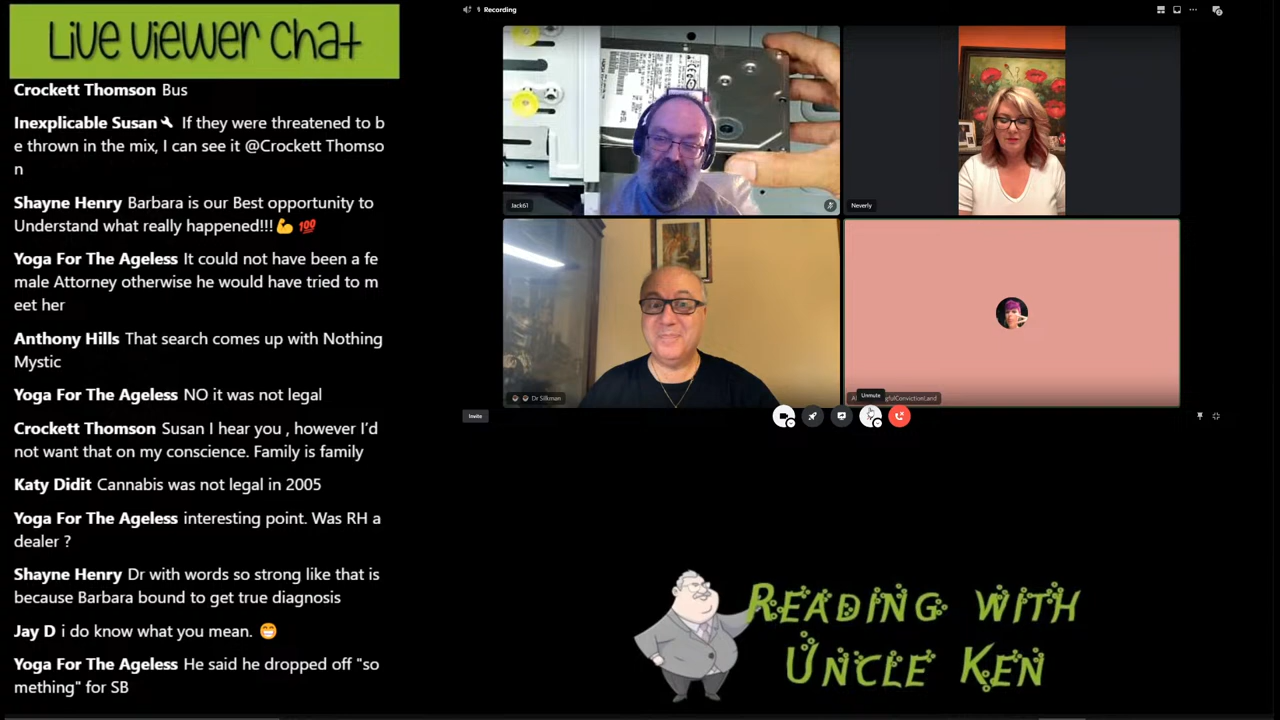 Live Viewer Chat
Recording
Crockett Thomson Bus
Inexplicable Susan If they were threatened to b
e thrown in the mix, I can see it @Crockett Thomso
n
Shayne Henry Barbara is our Best opportunity to
Understand what really happened!!!💪 💯
Yoga For The Ageless It could not have been a fe
male Attorney otherwise he would have tried to m
eet her
Anthony Hills That search comes up with Nothing
Mystic
Yoga For The Ageless NO it was not legal
Crockett Thomson Susan I hear you , however I'd
not want that on my conscience. Family is family
Katy Didit Cannabis was not legal in 2005
Yoga For The Ageless interesting point. Was RH a
dealer ?
Shayne Henry Dr with words so strong like that is
because Barbara bound to get true diagnosis
Jay D i do know what you mean. 😁
Yoga For The Ageless He said he dropped off "so
mething" for SB
Jack61
Neverly
Dr Silkman
Unmute
Invite
Reading with
Uncle Ken